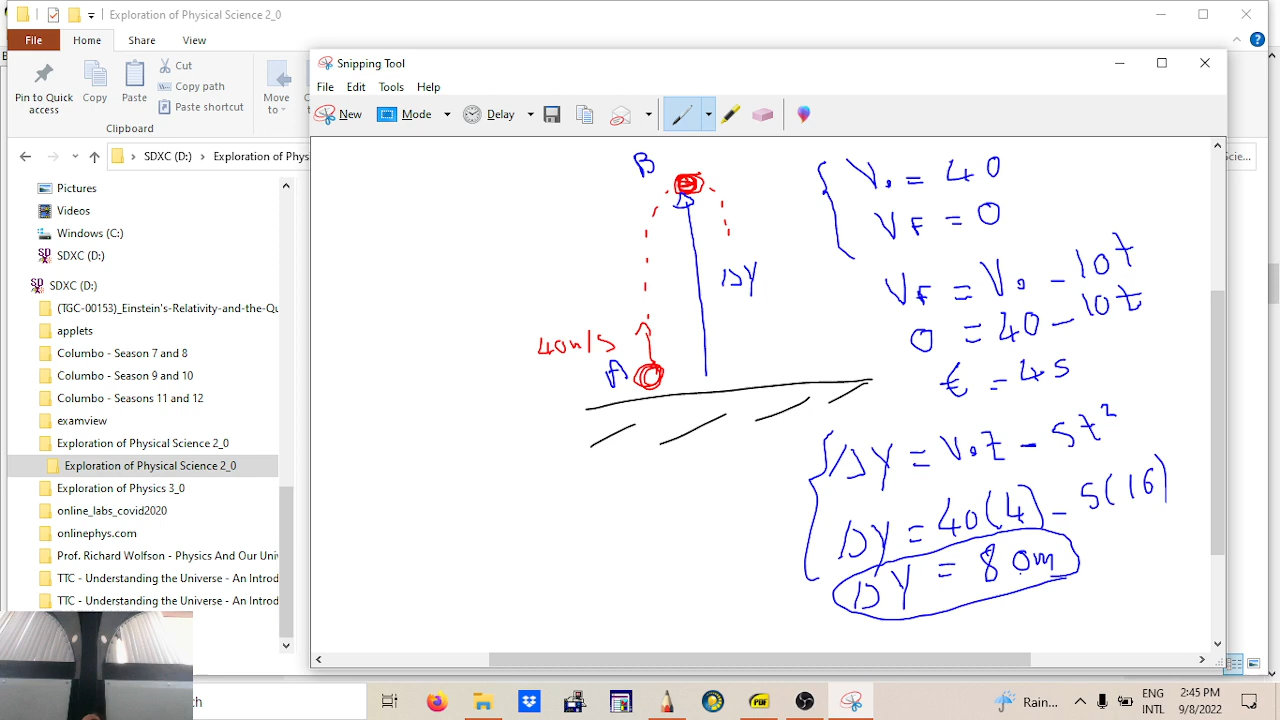 Exploration of Physical Science 2_0
File Home Share View
Pin to Quick access
Copy
Paste
Cut
Copy path
Paste shortcut
Move to
Clipboard
SDXC (D:)
Exploration of Phys
Scie...
Pictures
Videos
Windows (C:)
SDXC (D:)
SDXC (D:)
(TGC-00153)_Einstein's-Relativity-and-the-Qu
applets
Columbo - Season 7 and 8
Columbo - Season 9 and 10
Columbo - Seasons 11 and 12
examview
Exploration of Physical Science 2_0
Exploration of Physical Science 2_0
Exploration of Physics 3_0
online_labs_covid2020
onlinephys.com
Prof. Richard Wolfson - Physics And Our Univ
TTC - Understanding the Universe - An Introd
TTC - Understanding the Universe - An Introd
Snipping Tool
File Edit Tools Help
New Mode Delay
B
A
40m/s
ΔY
V₀ = 40
VF = 0
VF = V₀ - 10t
0 = 40 - 10t
t = 4s
ΔY = V₀t - 5t²
ΔY = 40(4) - 5(16)
ΔY = 80m
rch
Rain...
ENG
INTL
2:45 PM
9/8/2022